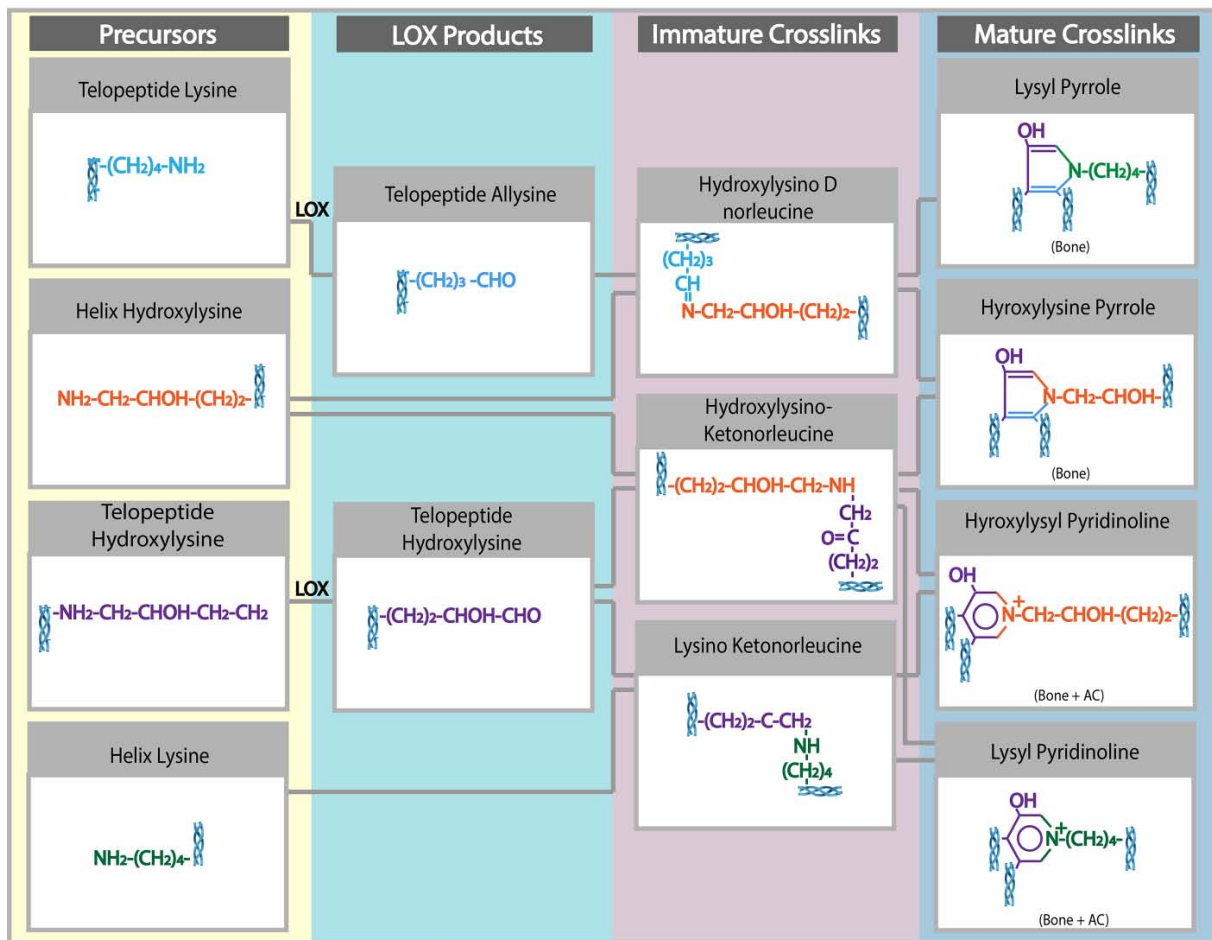 Precursors
LOX Products
Immature Crosslinks
Mature Crosslinks
Telopeptide Lysine
-(CH2)4-NH2
LOX
Helix Hydroxylysine
NH2-CH2-CHOH-(CH2)2-
Telopeptide
Hydroxylysine
-NH2-CH2-CHOH-CH2-CH2
LOX
Helix Lysine
NH2-(CH2)4-
Telopeptide Allysine
-(CH2)3 -CHO
Telopeptide
Hydroxylysine
-(CH2)2-CHOH-CHO
Hydroxylysino D
norleucine
(CH2)3
CH
N-CH2-CHOH-(CH2)2-
Hydroxylysino-
Ketonorleucine
-(CH2)2-CHOH-CH2-NH
CH2
O=C
(CH2)2
Lysino Ketonorleucine
-(CH2)2-C-CH2
NH
(CH2)4
Lysyl Pyrrole
OH
N-(CH2)4-
(Bone)
Hyroxylysine Pyrrole
OH
N-CH2-CHOH-
(Bone)
Hyroxylysyl Pyridinoline
OH
+
N-CH2-CHOH-(CH2)2-
(Bone + AC)
Lysyl Pyridinoline
OH
+
N-(CH2)4-
(Bone + AC)